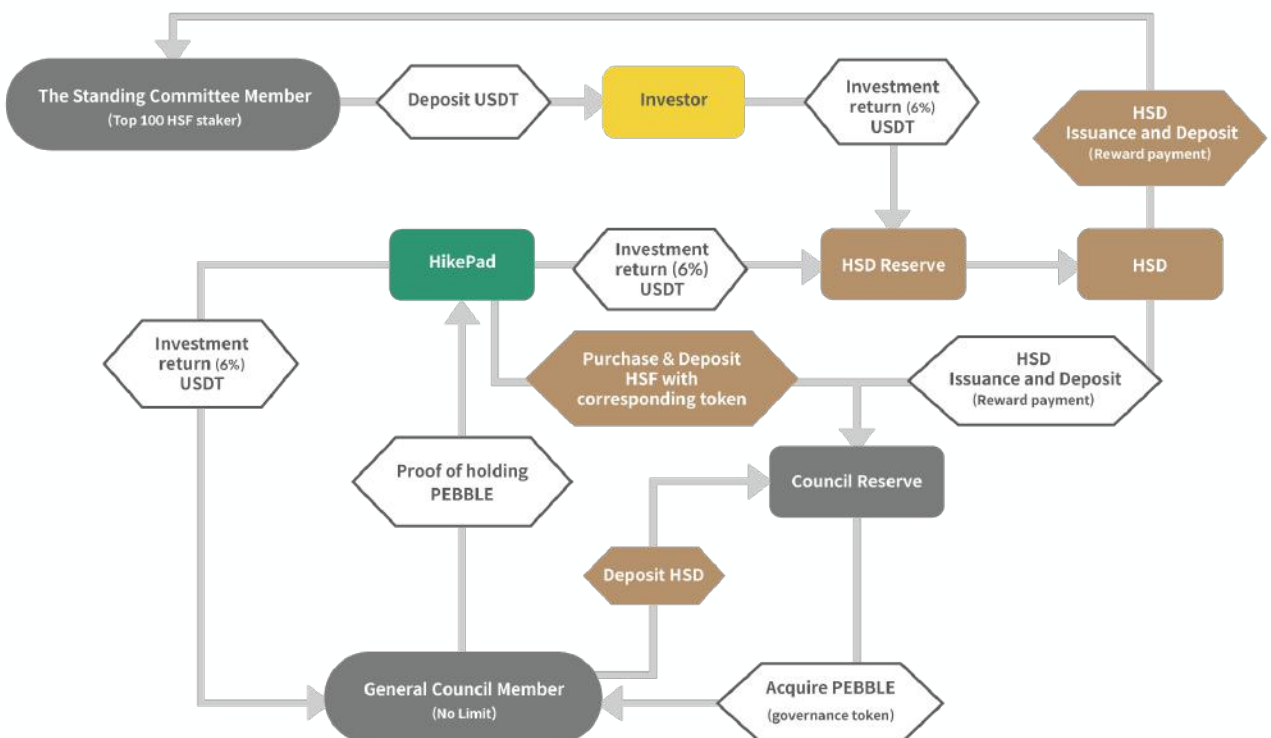 The Standing Committee Member
(Top 100 HSF staker)
Deposit USDT
Investor
Investment
return (6%)
USDT
HSD
Issuance and Deposit
(Reward payment)
HikePad
Investment
return (6%)
USDT
HSD Reserve
HSD
Investment
return (6%)
USDT
Purchase & Deposit
HSF with
corresponding token
HSD
Issuance and Deposit
(Reward payment)
Proof of holding
PEBBLE
Council Reserve
Deposit HSD
General Council Member
(No Limit)
Acquire PEBBLE
(governance token)